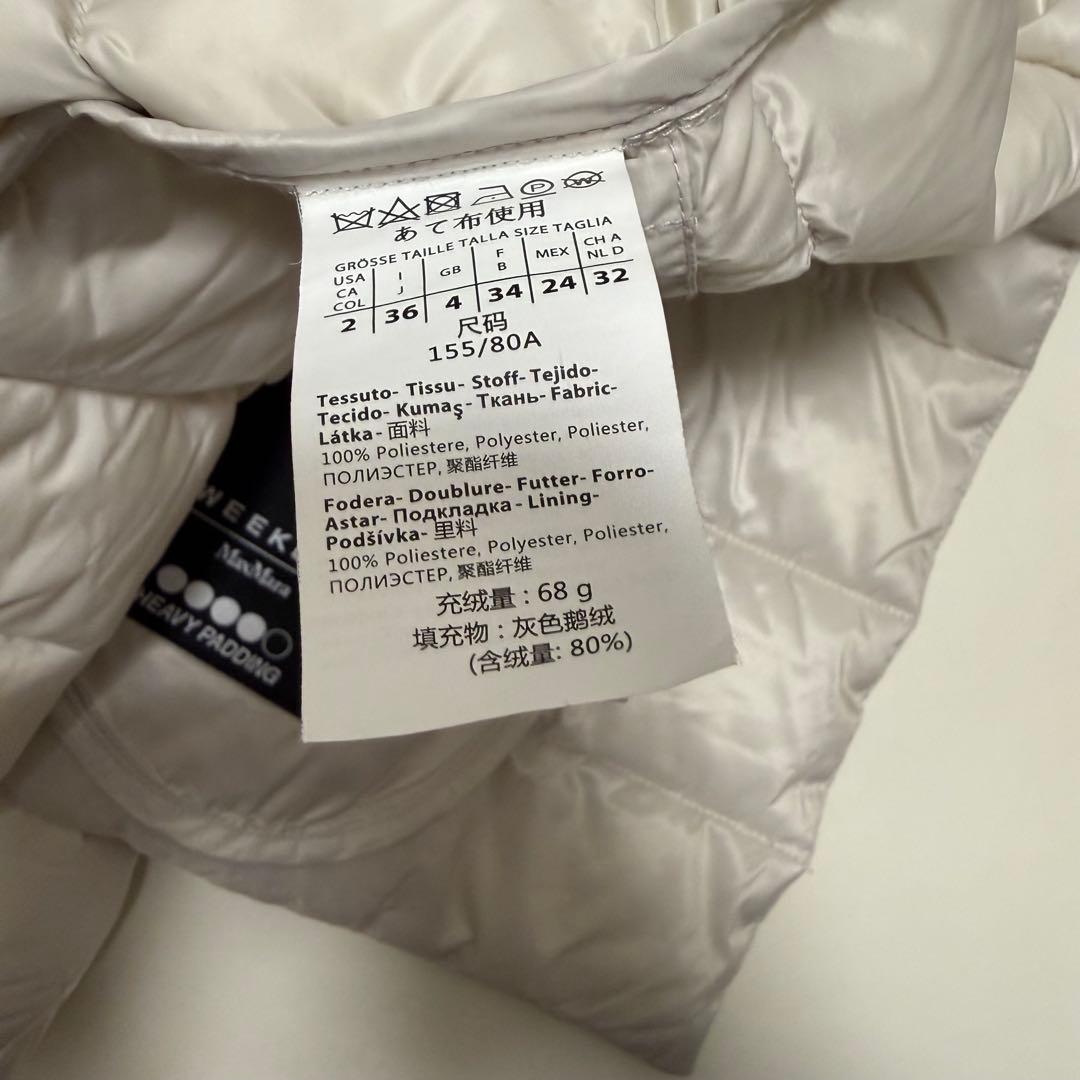 あて布使用
GRÖSSE TAILLE TALLA SIZE TAGLIA
USA CA COL
I J
GB
F B
MEX
CH A NL D
2 36 4 34 24 32
尺码
155/80A
Tessuto- Tissu- Stoff- Tejido-
Tecido- Kumaş- Ткань- Fabric-
Látka- 面料
100% Poliestere, Polyester, Poliester,
ПОЛИЭСТЕР, 聚酯纤维
Fodera- Doublure- Futter- Forro-
Astar- Подкладка- Lining-
Podšívka- 里料
100% Poliestere, Polyester, Poliester,
ПОЛИЭСТЕР, 聚酯纤维
充绒量：68 g
填充物：灰色鹅绒
(含绒量: 80%)
MaxMara
HEAVY PADDING